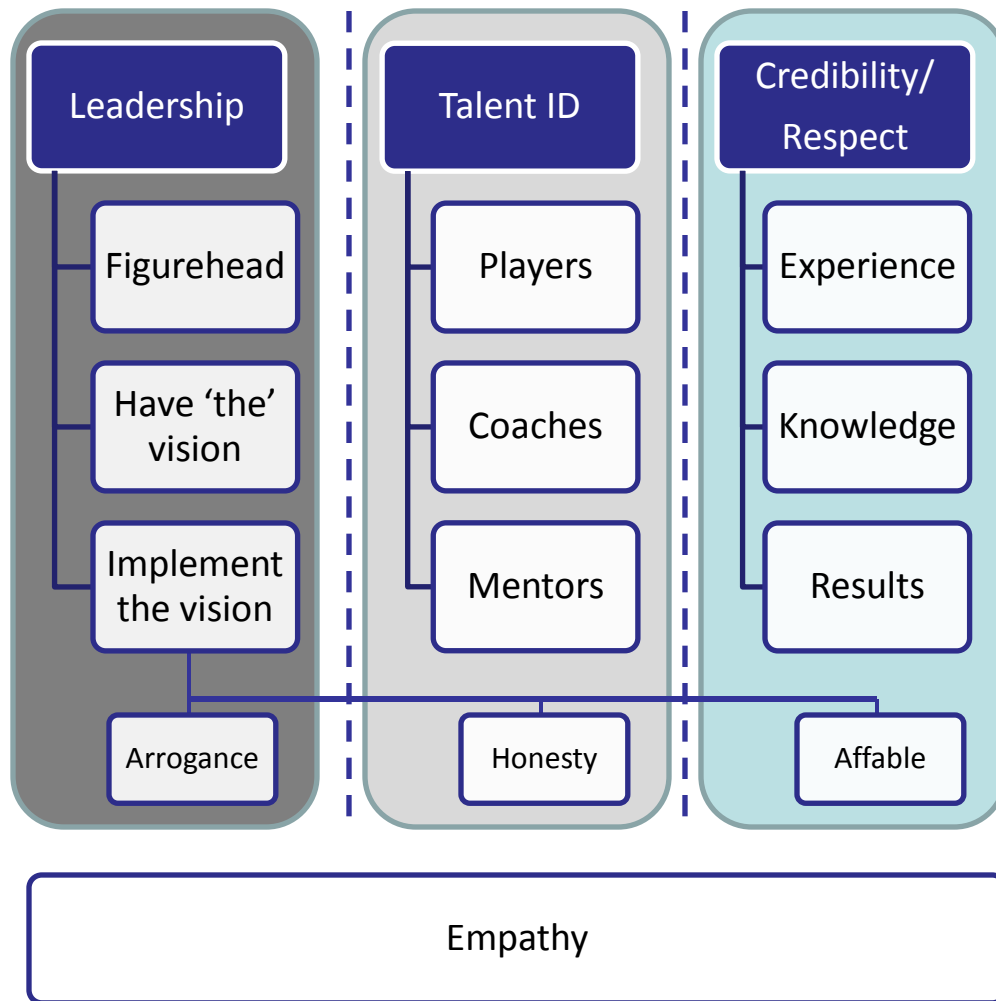 Leadership
Figurehead
Have ‘the’
vision
Implement
the vision
Arrogance
Talent ID
Players
Coaches
Mentors
Honesty
Credibility/
Respect
Experience
Knowledge
Results
Affable
Empathy